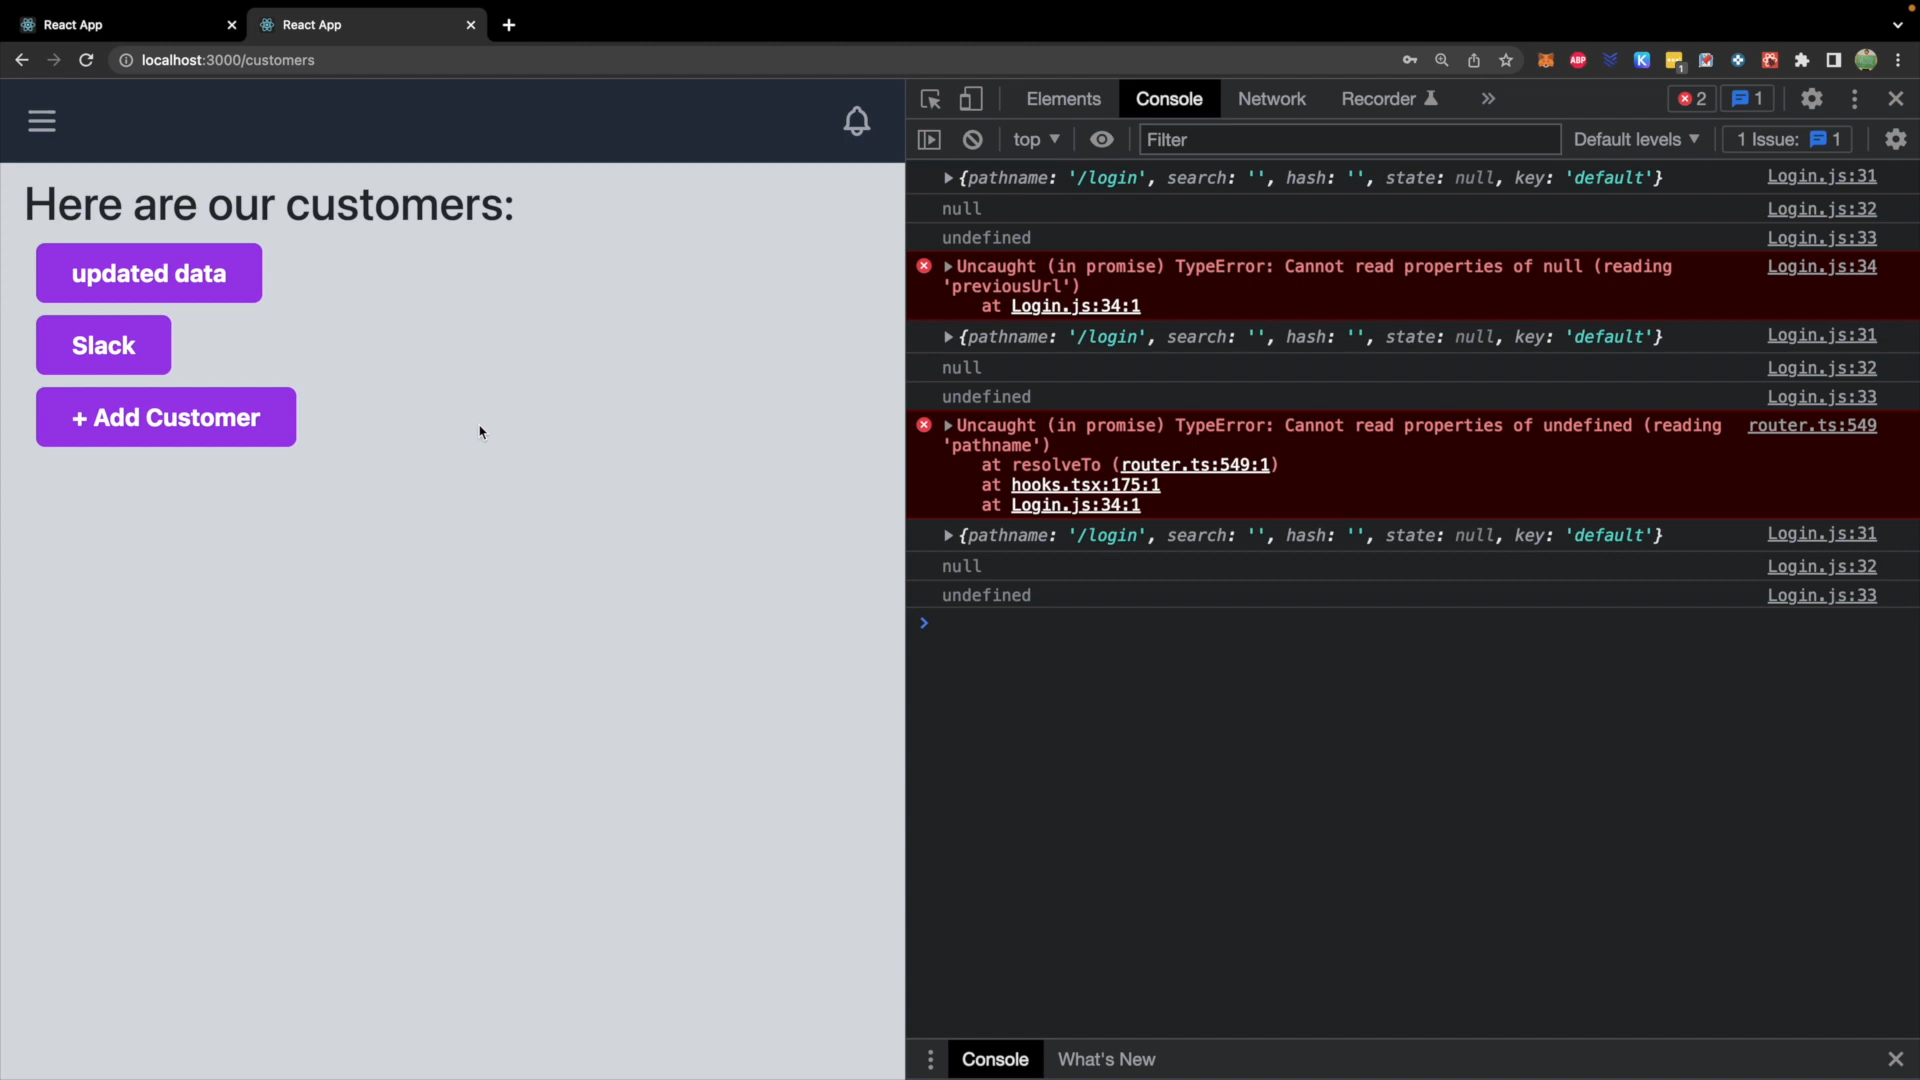 React App
React App
localhost:3000/customers
ABP
K
1
Elements
Console
Network
Recorder
2
1
top
Filter
Default levels
1 Issue:
1
Here are our customers:
updated data
Slack
+ Add Customer
{pathname: '/login', search: '', hash: '', state: null, key: 'default'} Login.js:31
null Login.js:32
undefined Login.js:33
Uncaught (in promise) TypeError: Cannot read properties of null (reading Login.js:34
'previousUrl')
at Login.js:34:1
{pathname: '/login', search: '', hash: '', state: null, key: 'default'} Login.js:31
null Login.js:32
undefined Login.js:33
Uncaught (in promise) TypeError: Cannot read properties of undefined (reading router.ts:549
'pathname')
at resolveTo (router.ts:549:1)
at hooks.tsx:175:1
at Login.js:34:1
{pathname: '/login', search: '', hash: '', state: null, key: 'default'} Login.js:31
null Login.js:32
undefined Login.js:33
Console
What's New